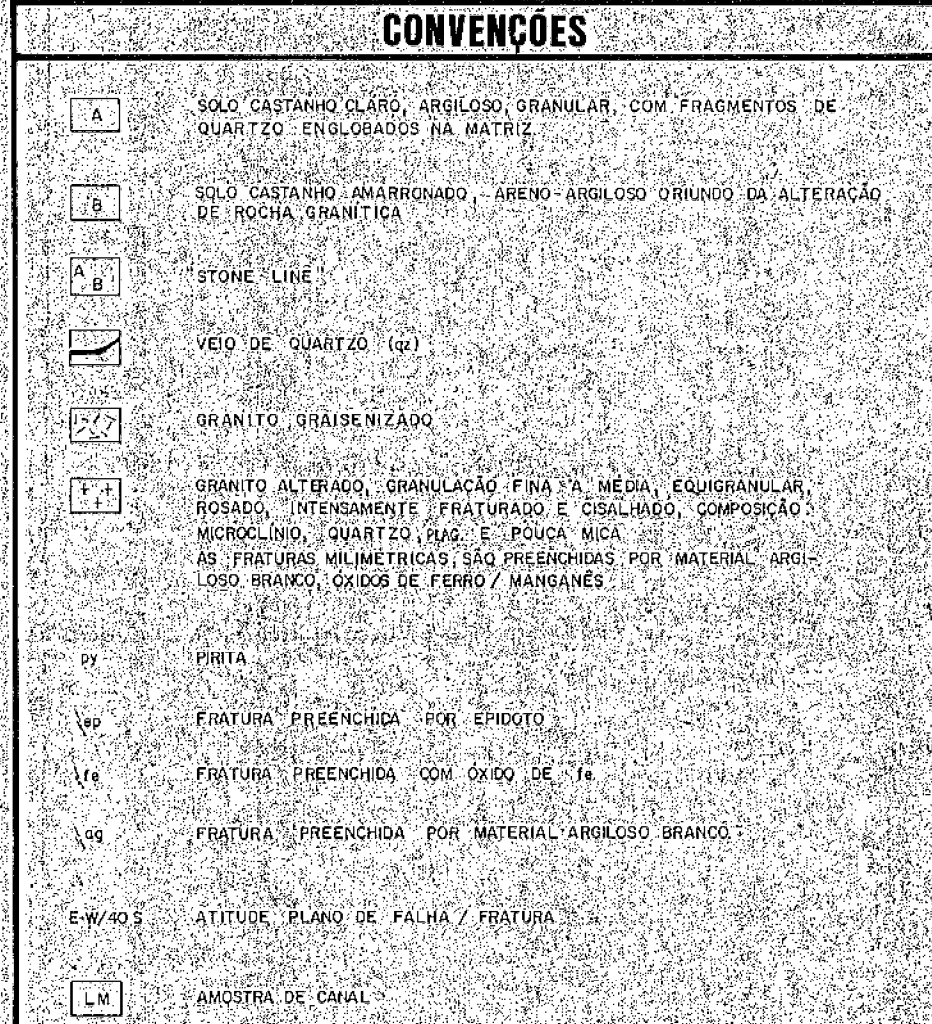 CONVENÇÕES
A SOLO CASTANHO CLARO, ARGILOSO, GRANULAR, COM FRAGMENTOS DE
QUARTZO ENGLOBADOS NA MATRIZ
B SOLO CASTANHO AMARRONADO, ARENO-ARGILOSO ORIUNDO DA ALTERAÇÃO
DE ROCHA GRANÍTICA
A B "STONE LINE"
VEIO DE QUARTZO (qz)
GRANITO GRAISENIZADO
GRANITO ALTERADO, GRANULAÇÃO FINA A MÉDIA, EQUIGRANULAR,
ROSADO, INTENSAMENTE FRATURADO E CISALHADO, COMPOSIÇÃO:
MICROCLÍNIO, QUARTZO, PLAG. E POUCA MICA
AS FRATURAS MILIMÉTRICAS, SÃO PREENCHIDAS POR MATERIAL ARGI-
LOSO BRANCO, ÓXIDOS DE FERRO / MANGANÊS
py PIRITA
ep FRATURA PREENCHIDA POR EPIDOTO
fe FRATURA PREENCHIDA COM ÓXIDO DE fe
ag FRATURA PREENCHIDA POR MATERIAL ARGILOSO BRANCO
E-W/40 S ATITUDE PLANO DE FALHA / FRATURA
LM AMOSTRA DE CANAL